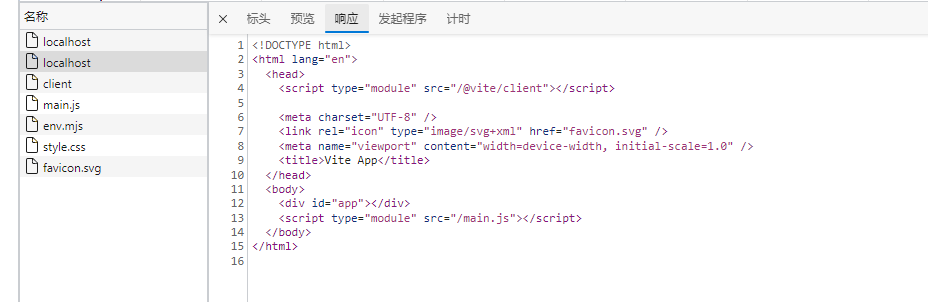 名称
localhost
localhost
client
main.js
env.mjs
style.css
favicon.svg
× 标头 预览 响应 发起程序 计时
1 <!DOCTYPE html>
2 <html lang="en">
3   <head>
4     <script type="module" src="/@vite/client"></script>
5
6     <meta charset="UTF-8" />
7     <link rel="icon" type="image/svg+xml" href="favicon.svg" />
8     <meta name="viewport" content="width=device-width, initial-scale=1.0" />
9     <title>Vite App</title>
10   </head>
11   <body>
12     <div id="app"></div>
13     <script type="module" src="/main.js"></script>
14   </body>
15 </html>
16